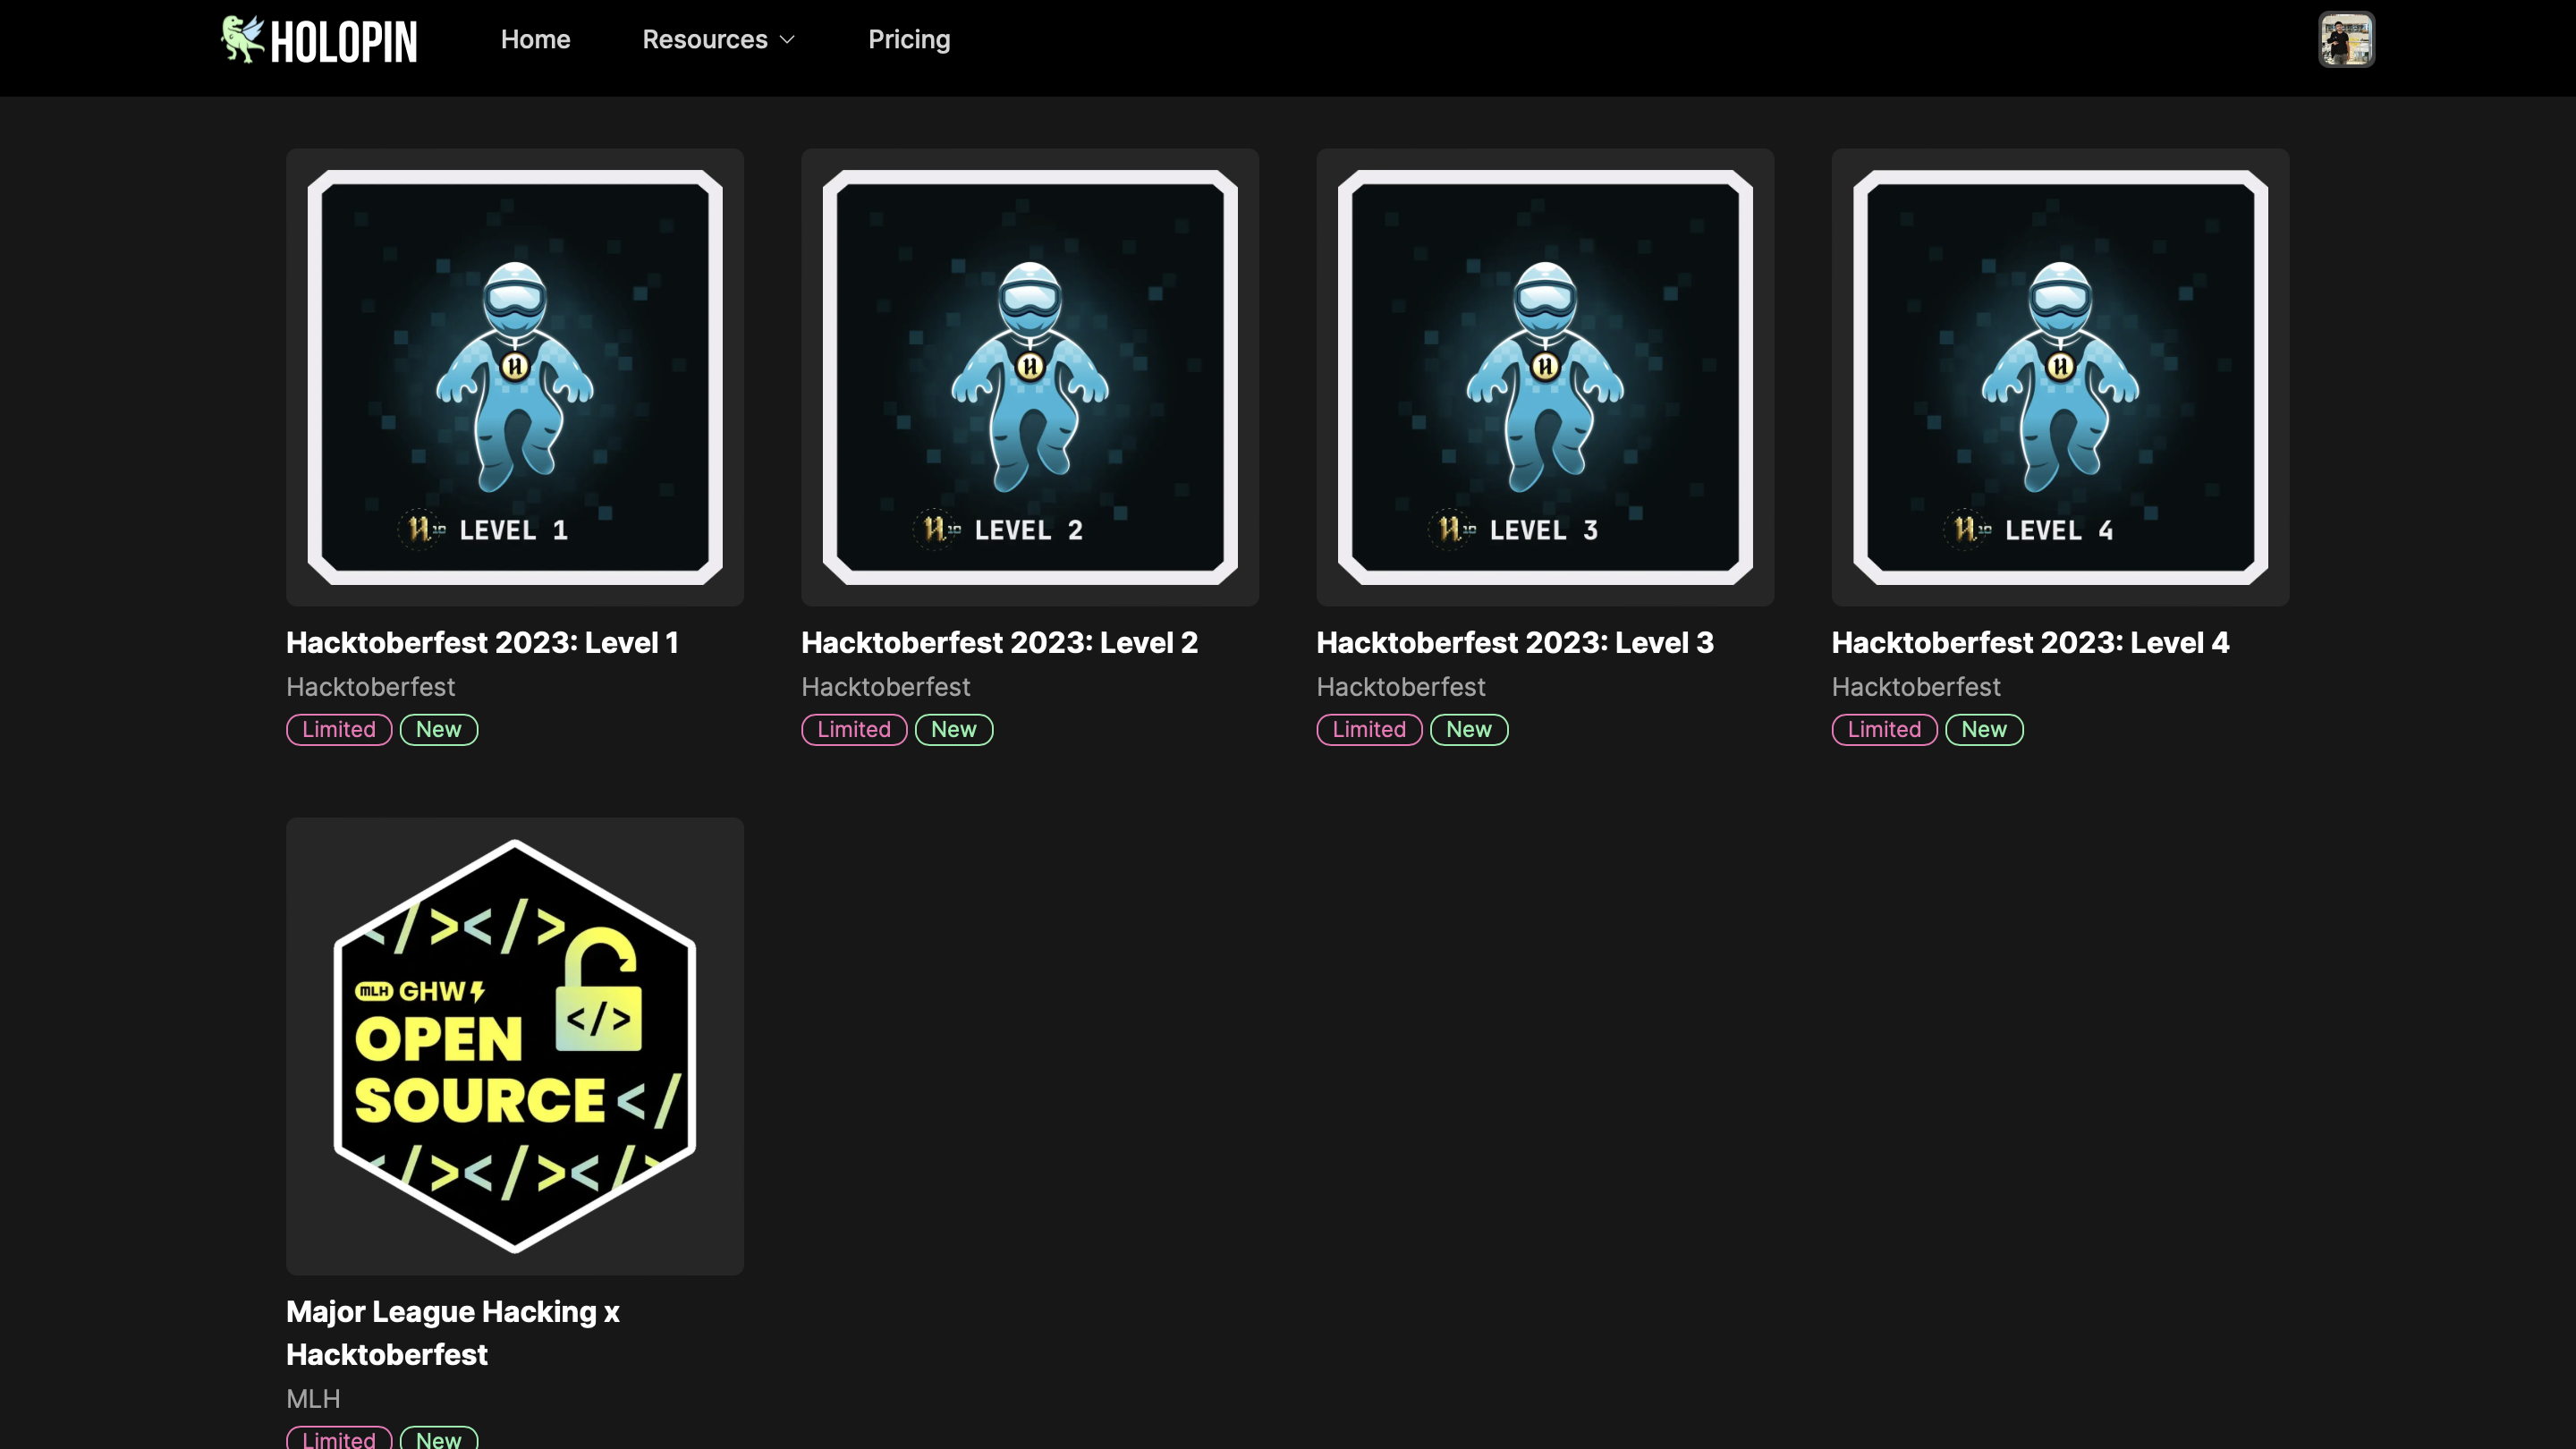 HOLOPIN Home Resources Pricing
LEVEL 1
LEVEL 2
LEVEL 3
LEVEL 4
Hacktoberfest 2023: Level 1
Hacktoberfest
Limited New
Hacktoberfest 2023: Level 2
Hacktoberfest
Limited New
Hacktoberfest 2023: Level 3
Hacktoberfest
Limited New
Hacktoberfest 2023: Level 4
Hacktoberfest
Limited New
</></>
MLH GHW
</>
OPEN
SOURCE </
</></></>
Major League Hacking x
Hacktoberfest
MLH
Limited New